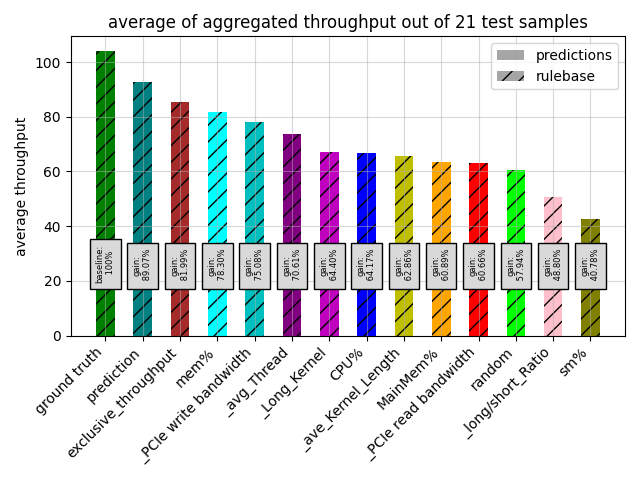 average of aggregated throughput out of 21 test samples
predictions
rulebase
average throughput
100
80
60
40
20
0
baseline:
100%
gain:
89.07%
gain:
81.99%
gain:
78.30%
gain:
75.08%
gain:
70.61%
gain:
64.40%
gain:
64.17%
gain:
62.86%
gain:
60.89%
gain:
60.66%
gain:
57.94%
gain:
48.80%
gain:
40.78%
ground truth
prediction
exclusive_throughput
mem%
_PCIe write bandwidth
_avg_Thread
_Long_Kernel
CPU%
_ave_Kernel_Length
MainMem%
_PCIe read bandwidth
random
_long/short_Ratio
sm%